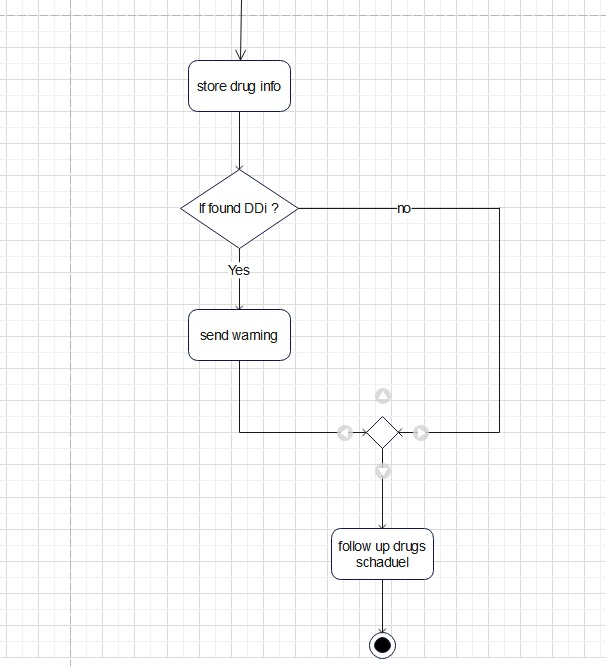 store drug info
If found DDi ?
no
Yes
send warning
follow up drugs
schaduel